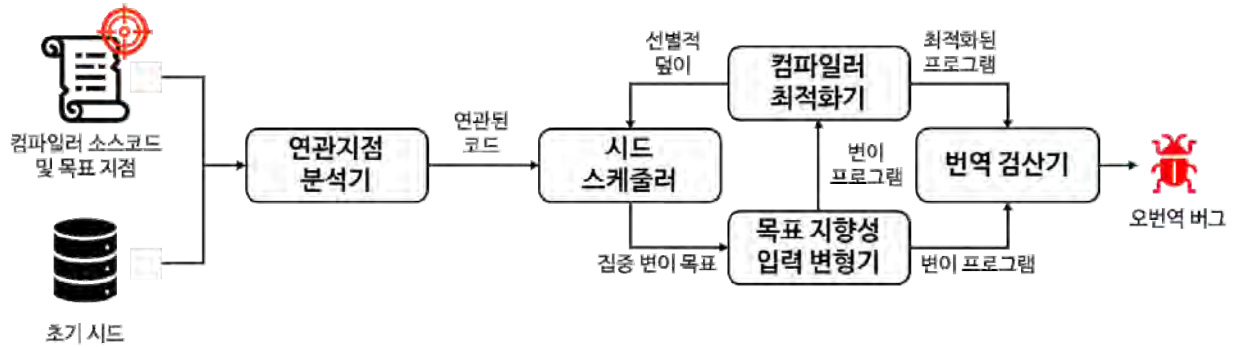 컴파일러 소스코드
및 목표 지점
초기 시드
연관지점
분석기
연관된
코드
시드
스케줄러
선별적
덮이
집중 변이 목표
컴파일러
최적화기
변이
프로그램
목표 지향성
입력 변형기
최적화된
프로그램
변이 프로그램
번역 검산기
오번역 버그